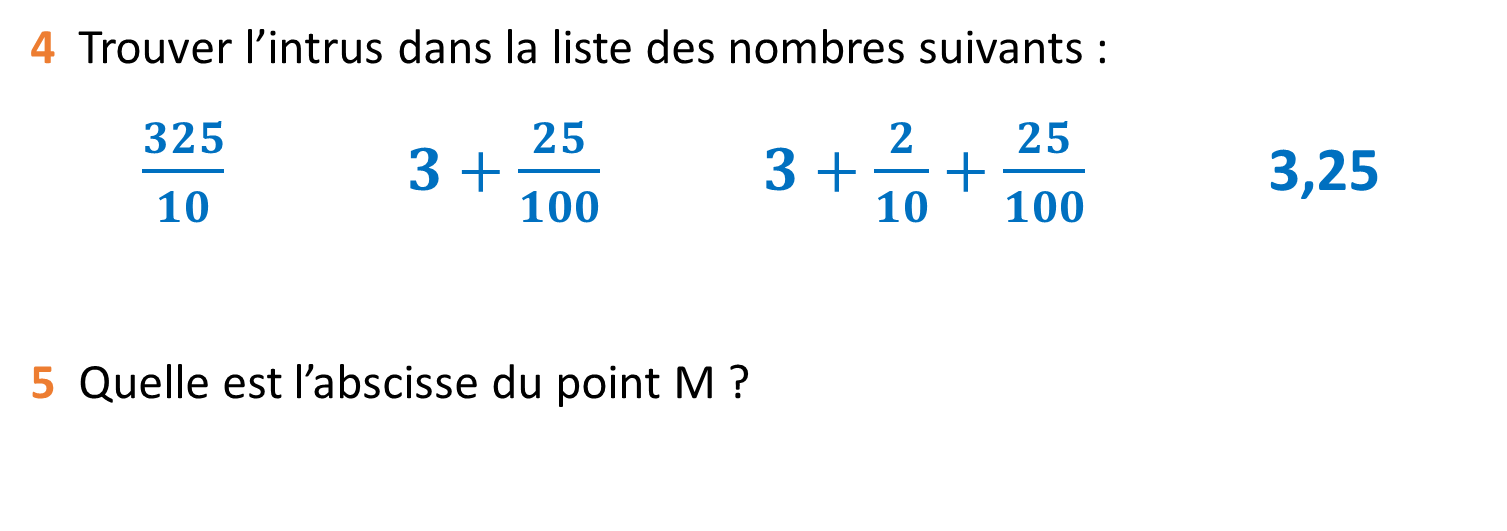 4 Trouver l’intrus dans la liste des nombres suivants :
325/10 3 + 25/100 3 + 2/10 + 25/100 3,25
5 Quelle est l’abscisse du point M ?